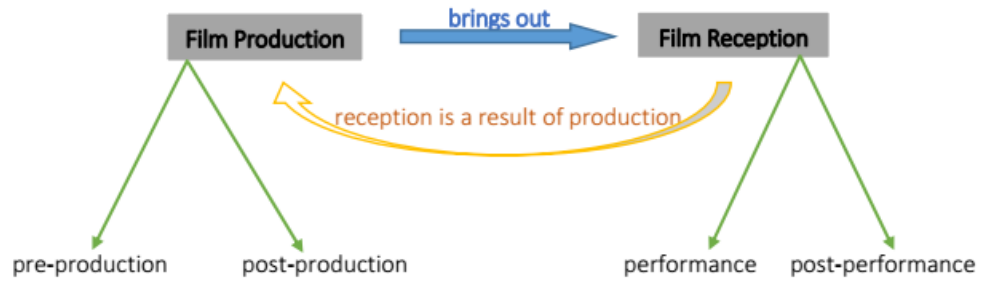 brings out
Film Production
Film Reception
reception is a result of production
pre-production
post-production
performance
post-performance